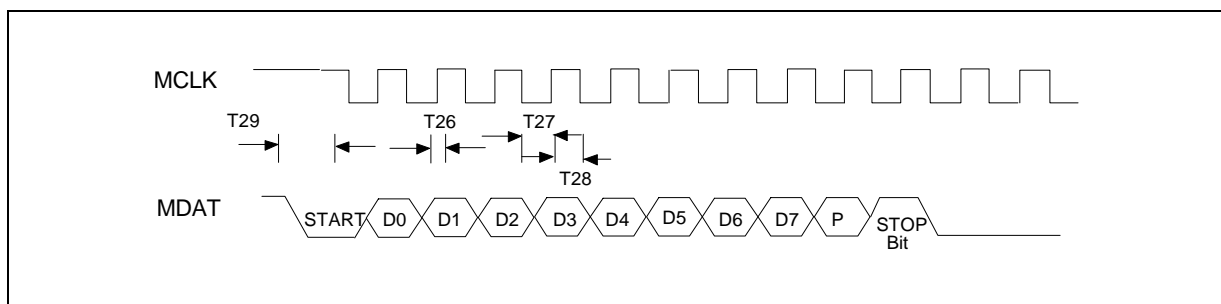 MCLK
T29 T26 T27
T28
MDAT
START D0 D1 D2 D3 D4 D5 D6 D7 P STOP
Bit